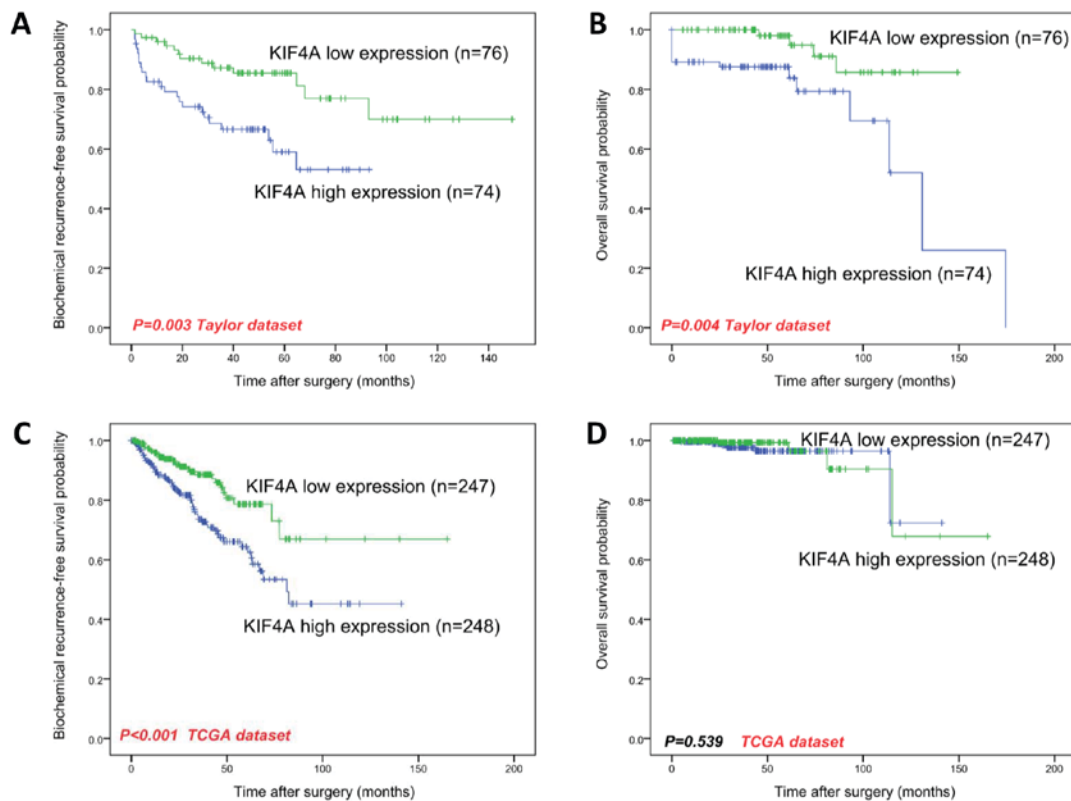 A
Biochemical recurrence-free survival probability
1.0
0.8
0.6
0.4
0.2
0.0
KIF4A low expression (n=76)
KIF4A high expression (n=74)
P=0.003 Taylor dataset
0 20 40 60 80 100 120 140
Time after surgery (months)
B
Overall survival probability
1.0
0.8
0.6
0.4
0.2
0.0
KIF4A low expression (n=76)
KIF4A high expression (n=74)
P=0.004 Taylor dataset
0 50 100 150 200
Time after surgery (months)
C
Biochemical recurrence-free survival probability
1.0
0.8
0.6
0.4
0.2
0.0
KIF4A low expression (n=247)
KIF4A high expression (n=248)
P<0.001 TCGA dataset
0 50 100 150 200
Time after surgery (months)
D
Overall survival probability
1.0
0.8
0.6
0.4
0.2
0.0
KIF4A low expression (n=247)
KIF4A high expression (n=248)
P=0.539 TCGA dataset
0 50 100 150 200
Time after surgery (months)